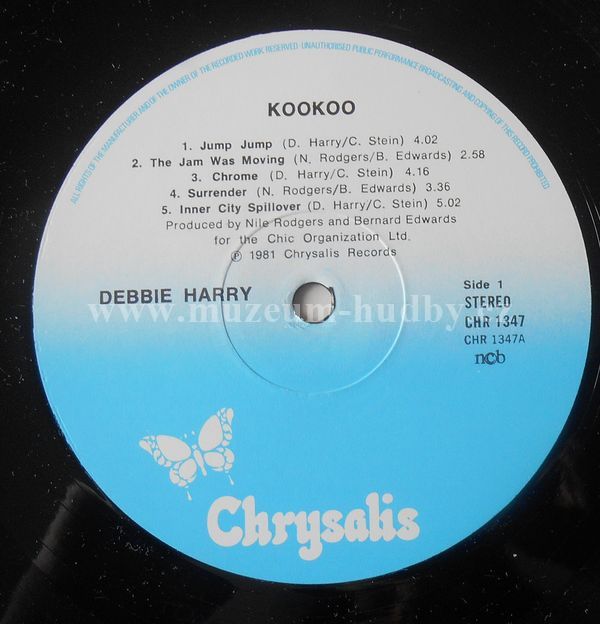 ALL RIGHTS OF THE MANUFACTURER AND OF THE OWNER OF THE RECORDED WORK RESERVED UNAUTHORISED PUBLIC PERFORMANCE BROADCASTING AND COPYING OF THIS RECORD PROHIBITED
KOOKOO
1. Jump Jump (D. Harry/C. Stein) 4.02
2. The Jam Was Moving (N. Rodgers/B. Edwards) 2.58
3. Chrome (D. Harry/C. Stein) 4.16
4. Surrender (N. Rodgers/B. Edwards) 3.36
5. Inner City Spillover (D. Harry/C. Stein) 5.02
Produced by Nile Rodgers and Bernard Edwards
for the Chic Organization Ltd.
℗ 1981 Chrysalis Records
DEBBIE HARRY
Side 1
STEREO
www.muzeum-hudby.cz
CHR 1347
CHR 1347A
ncb
Chrysalis